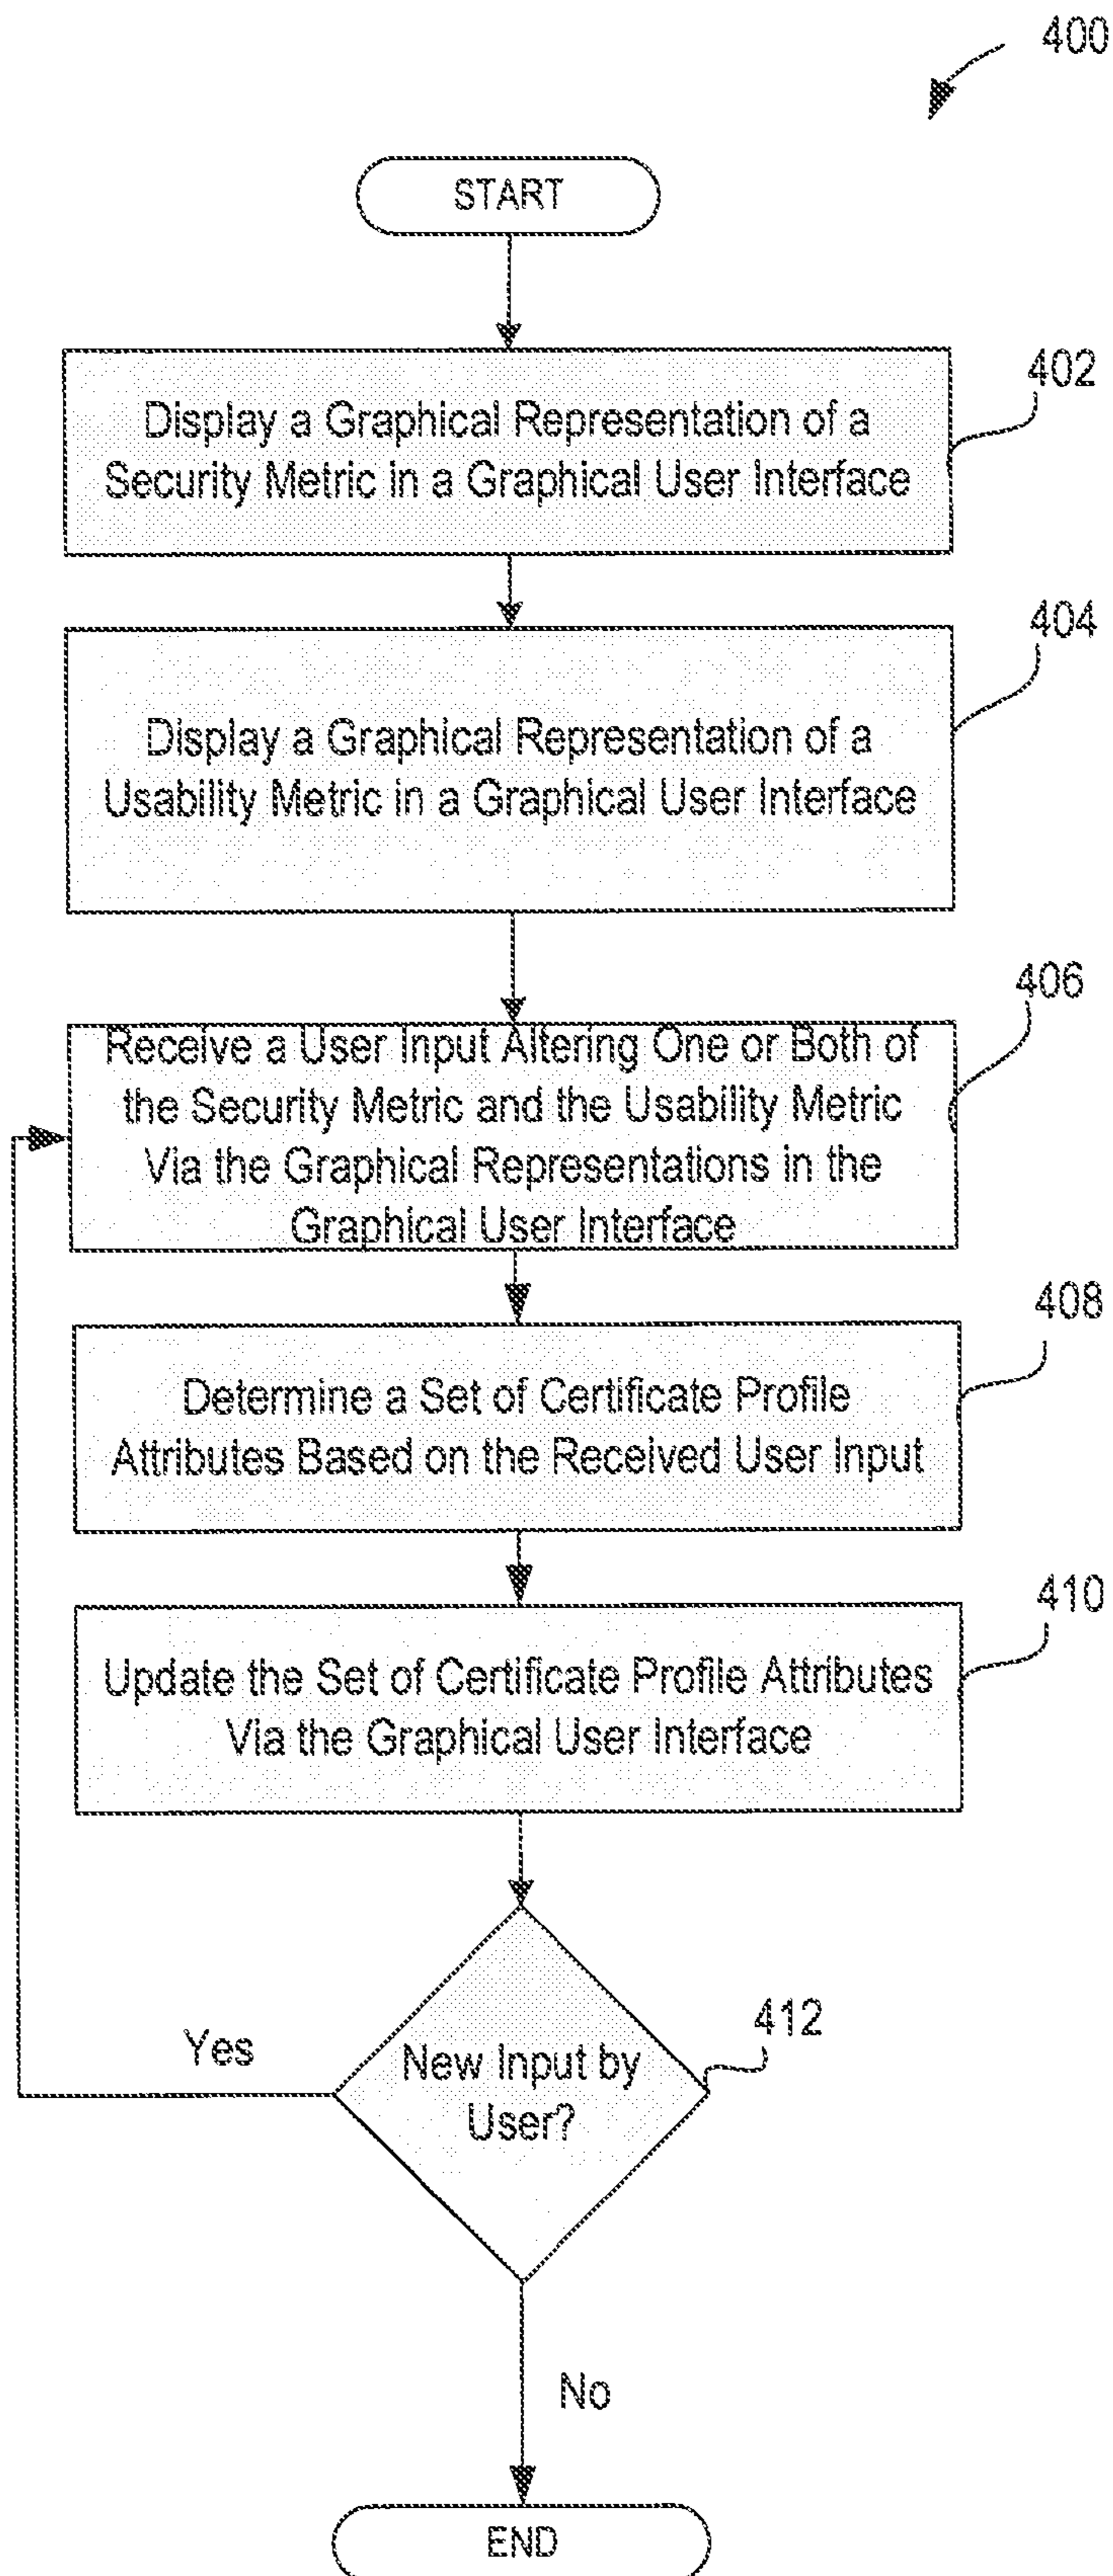 400
START
402
Display a Graphical Representation of a
Security Metric in a Graphical User Interface
404
Display a Graphical Representation of a
Usability Metric in a Graphical User Interface
406
Receive a User Input Altering One or Both of
the Security Metric and the Usability Metric
Via the Graphical Representations in the
Graphical User Interface
408
Determine a Set of Certificate Profile
Attributes Based on the Received User Input
410
Update the Set of Certificate Profile Attributes
Via the Graphical User Interface
412
Yes
New Input by
User?
No
END